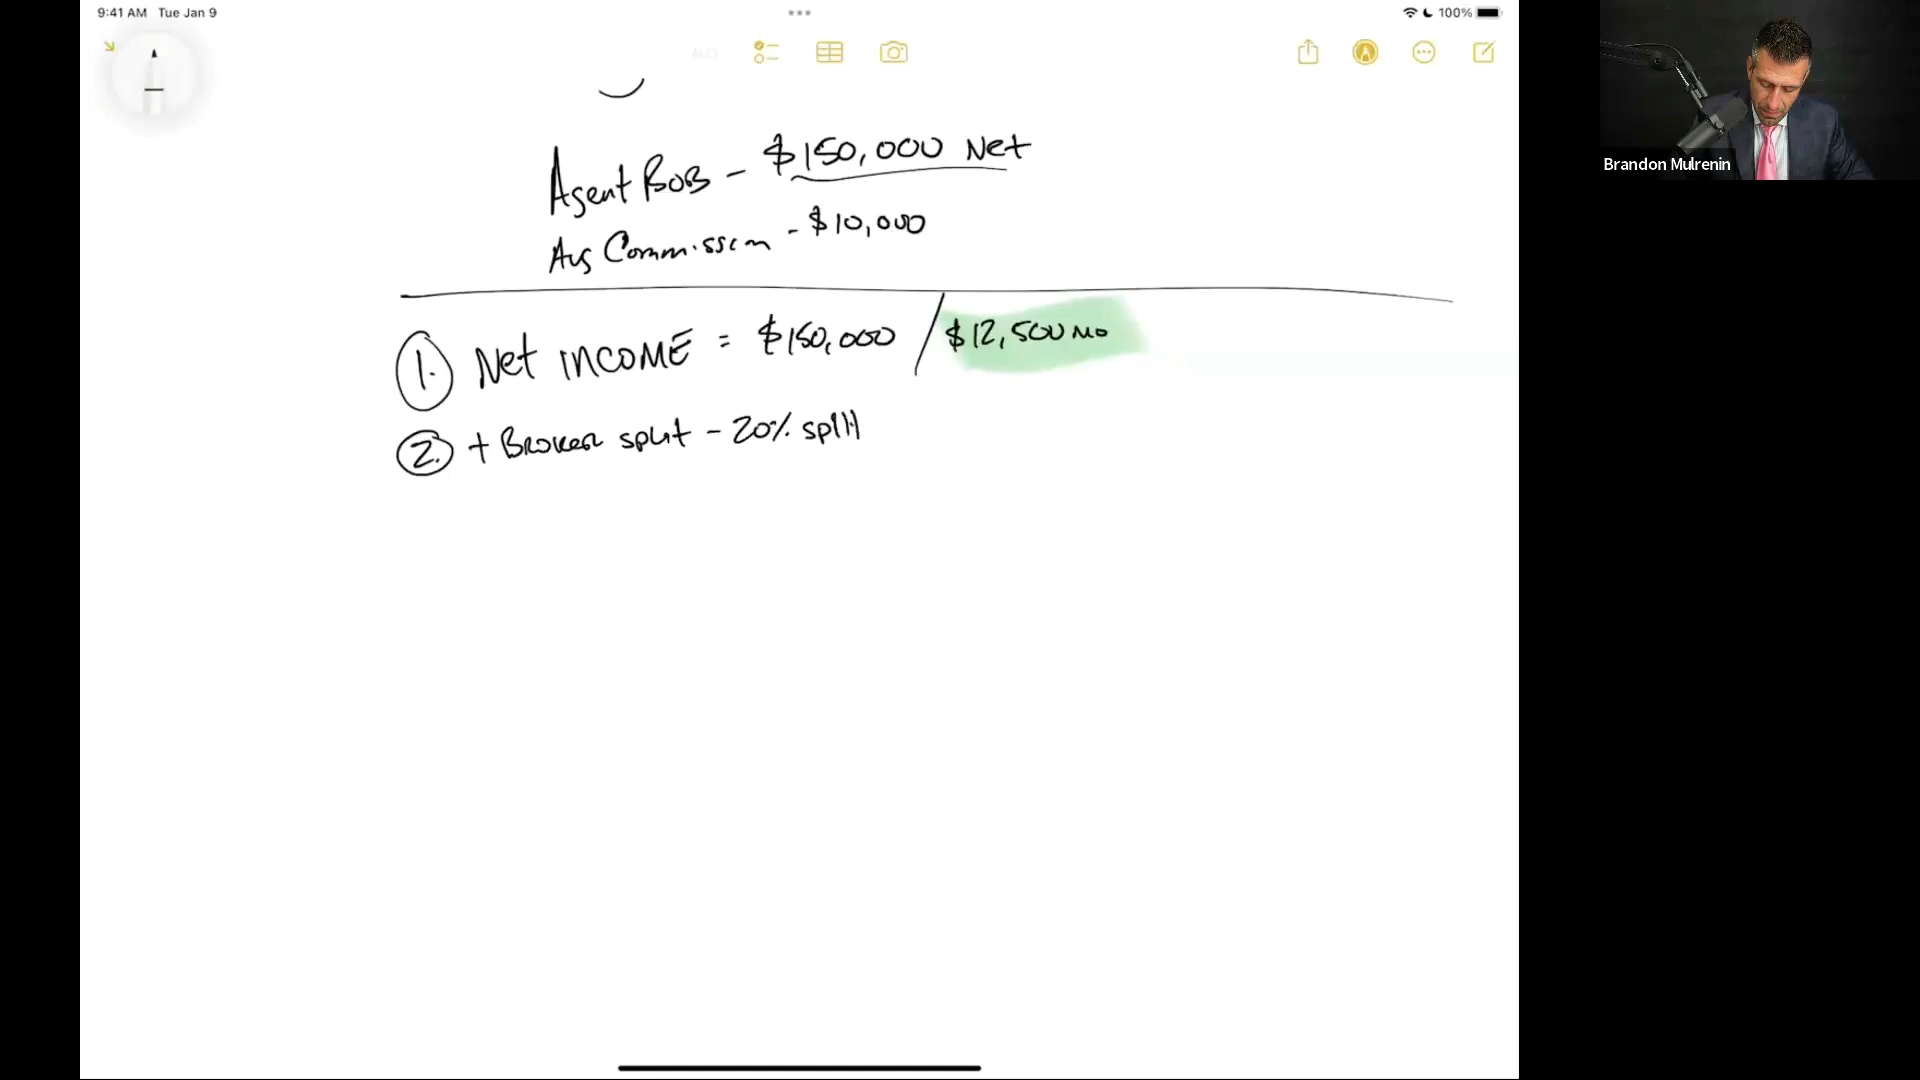 9:41 AM Tue Jan 9
100%
Agent BOB - $150,000 Net
Avg Commission - $10,000
1. Net INCOME = $150,000 / $12,500 MO
2. + Broker split - 20% split
Brandon Mulrenin